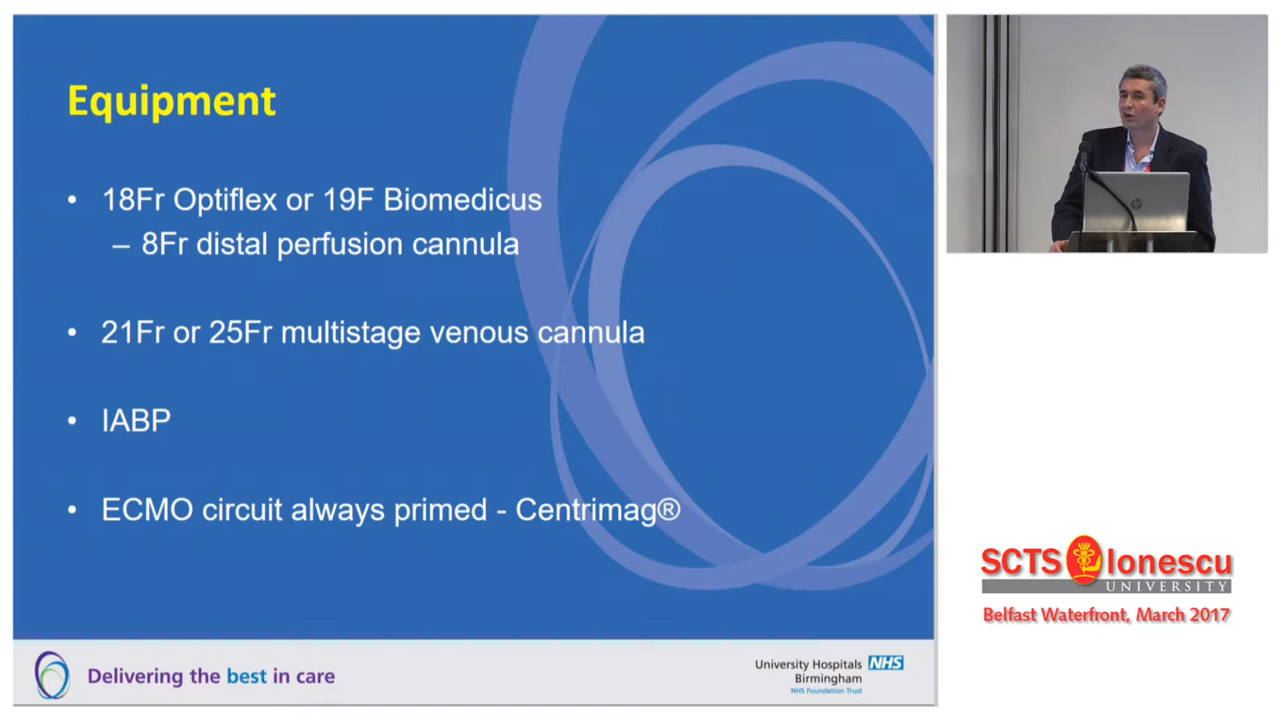 Equipment
• 18Fr Optiflex or 19F Biomedicus
– 8Fr distal perfusion cannula
• 21Fr or 25Fr multistage venous cannula
• IABP
• ECMO circuit always primed - Centrimag®
Delivering the best in care
University Hospitals NHS
Birmingham
NHS Foundation Trust
hp
SCTS Ionescu
UNIVERSITY
Belfast Waterfront, March 2017